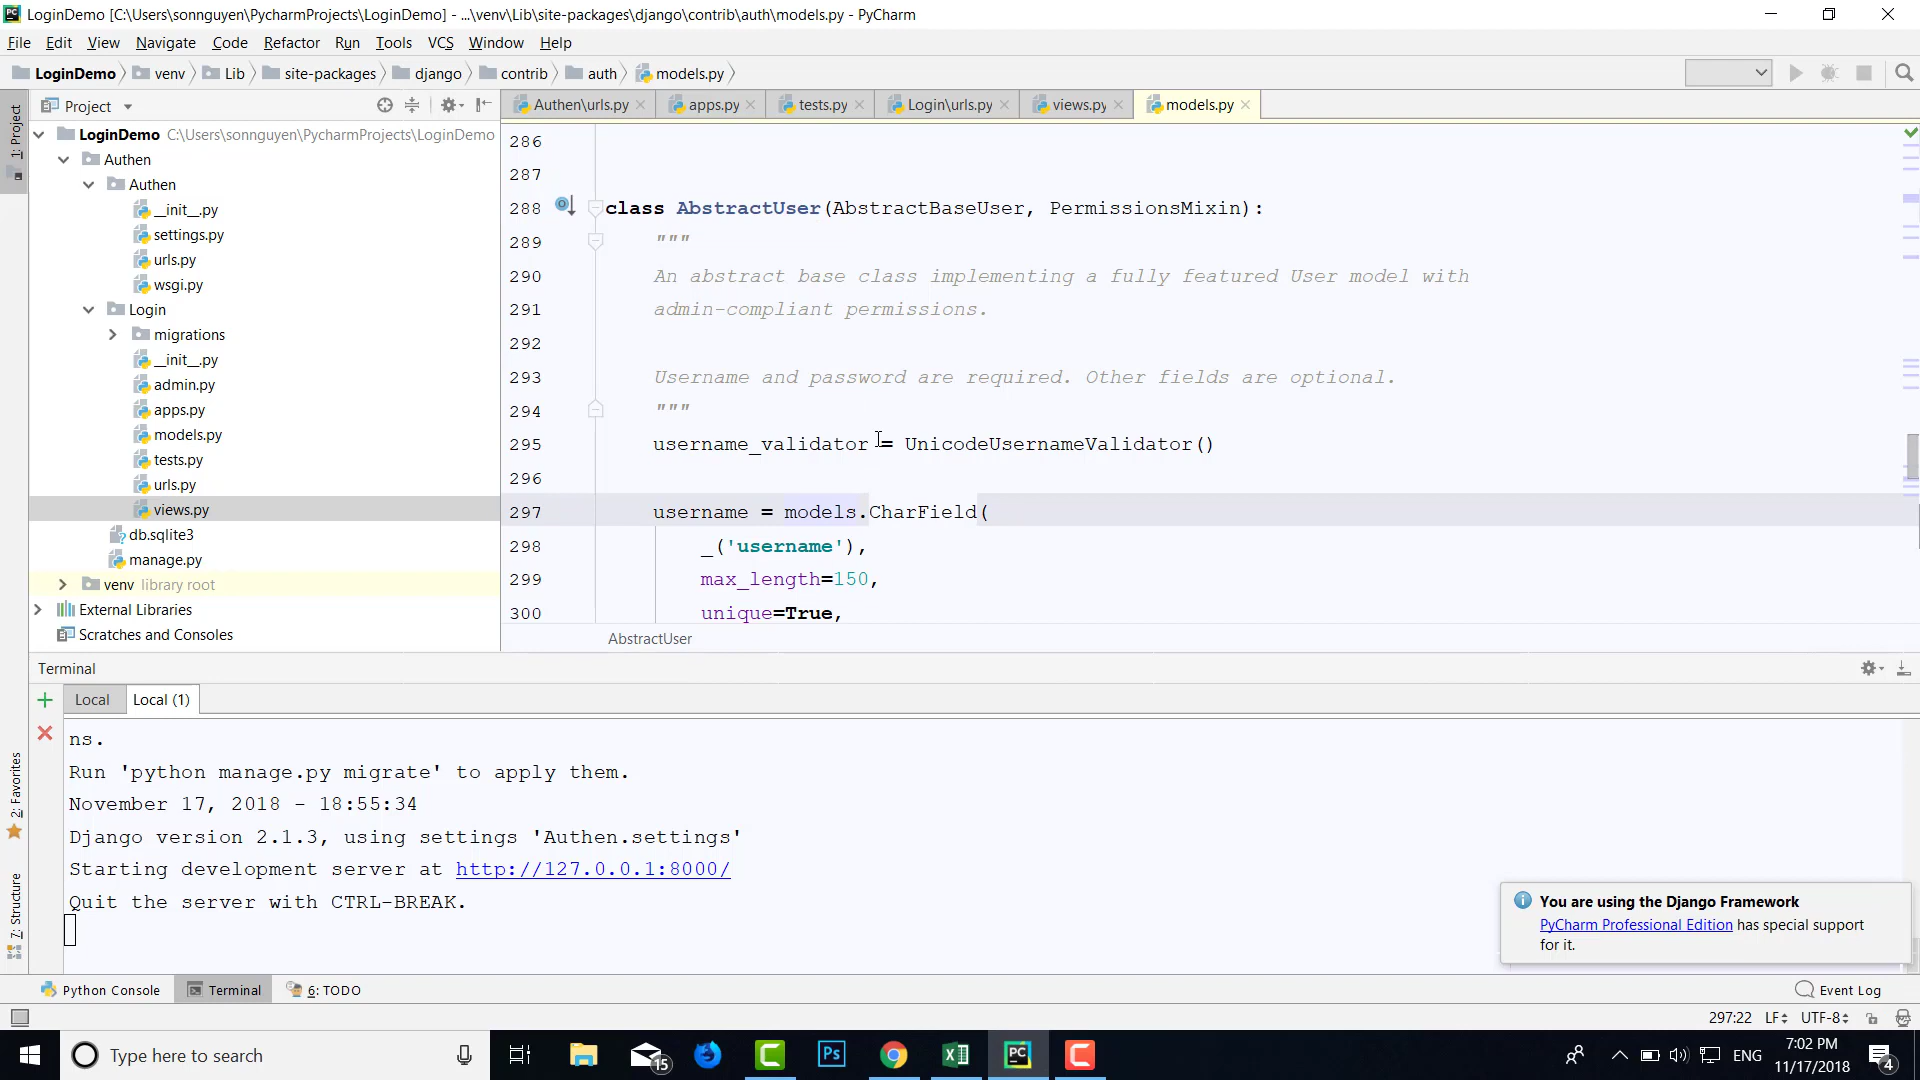 LoginDemo [C:\Users\sonnguyen\PycharmProjects\LoginDemo] - ...\venv\Lib\site-packages\django\contrib\auth\models.py - PyCharm
File Edit View Navigate Code Refactor Run Tools VCS Window Help
LoginDemo venv Lib site-packages django contrib auth models.py
Project
Authen\urls.py apps.py tests.py Login\urls.py views.py models.py
1: Project
LoginDemo C:\Users\sonnguyen\PycharmProjects\LoginDemo
Authen
Authen
__init__.py
settings.py
urls.py
wsgi.py
Login
migrations
__init__.py
admin.py
apps.py
models.py
tests.py
urls.py
views.py
db.sqlite3
manage.py
venv library root
External Libraries
Scratches and Consoles
286
287
288 class AbstractUser(AbstractBaseUser, PermissionsMixin):
289 """
290 An abstract base class implementing a fully featured User model with
291 admin-compliant permissions.
292
293 Username and password are required. Other fields are optional.
294 """
295 username_validator = UnicodeUsernameValidator()
296
297 username = models.CharField(
298 _('username'),
299 max_length=150,
300 unique=True,
AbstractUser
Terminal
Local Local (1)
ns.
Run 'python manage.py migrate' to apply them.
November 17, 2018 - 18:55:34
Django version 2.1.3, using settings 'Authen.settings'
Starting development server at http://127.0.0.1:8000/
Quit the server with CTRL-BREAK.
2: Favorites
7: Structure
You are using the Django Framework
PyCharm Professional Edition has special support
for it.
Python Console Terminal 6: TODO Event Log
297:22 LF UTF-8
Type here to search
15
Ps
PC
ENG
7:02 PM
11/17/2018
4